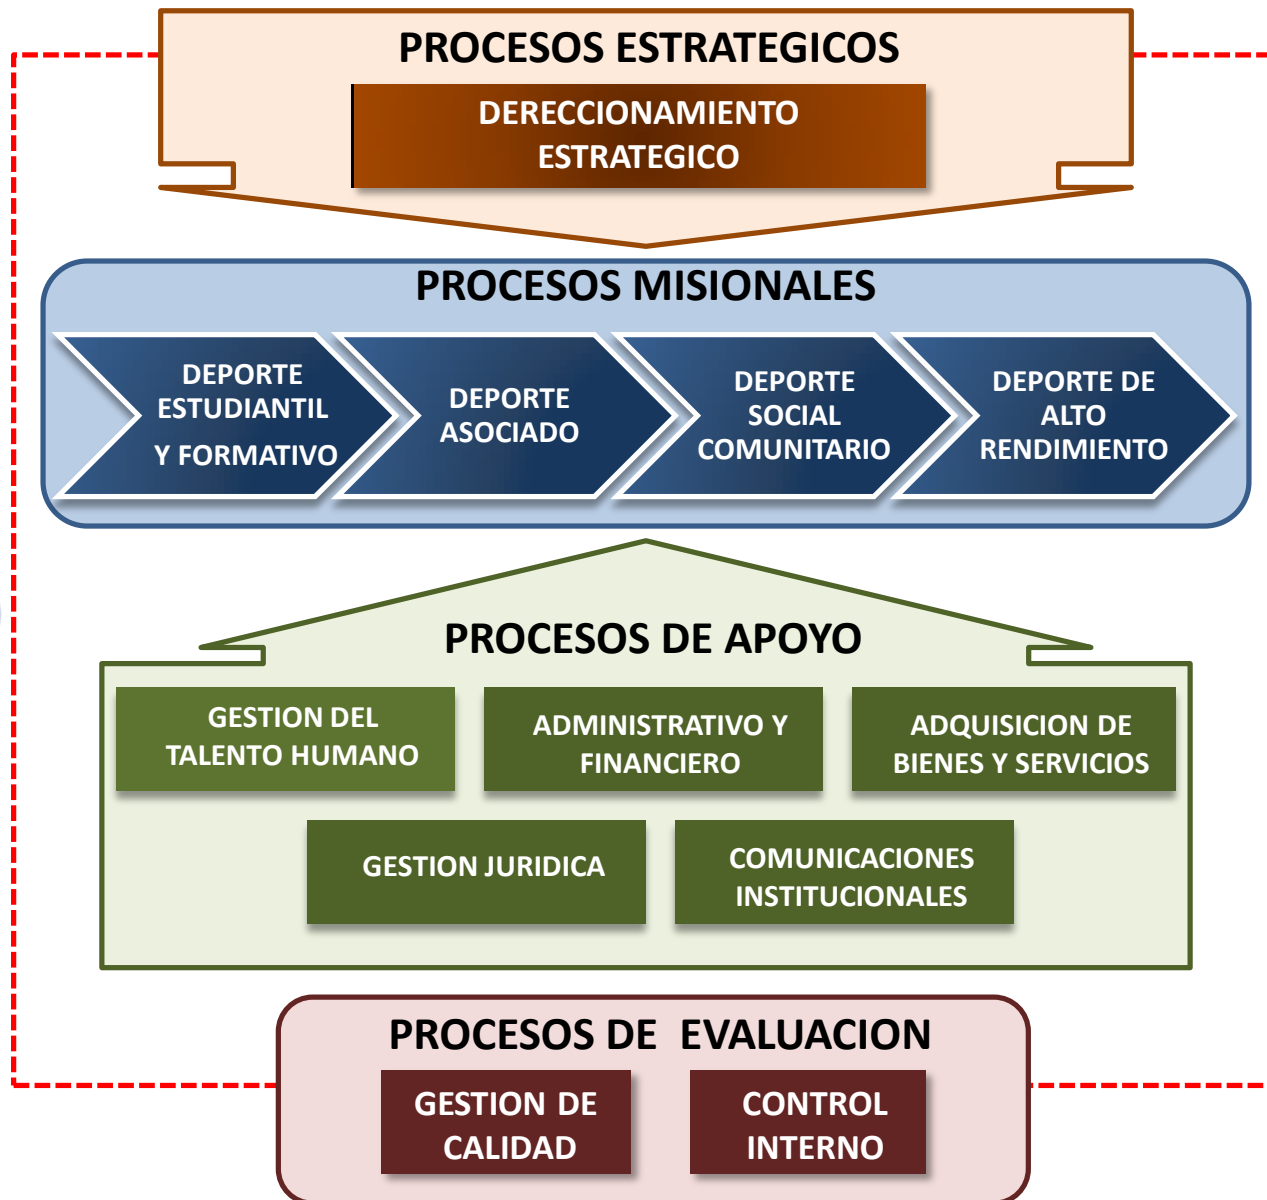 PROCESOS ESTRATEGICOS
DERECCIONAMIENTO
ESTRATEGICO
PROCESOS MISIONALES
DEPORTE
ESTUDIANTIL
Y FORMATIVO
DEPORTE
ASOCIADO
DEPORTE
SOCIAL
COMUNITARIO
DEPORTE DE
ALTO
RENDIMIENTO
PROCESOS DE APOYO
GESTION DEL
TALENTO HUMANO
ADMINISTRATIVO Y
FINANCIERO
ADQUISICION DE
BIENES Y SERVICIOS
GESTION JURIDICA
COMUNICACIONES
INSTITUCIONALES
PROCESOS DE EVALUACION
GESTION DE
CALIDAD
CONTROL
INTERNO